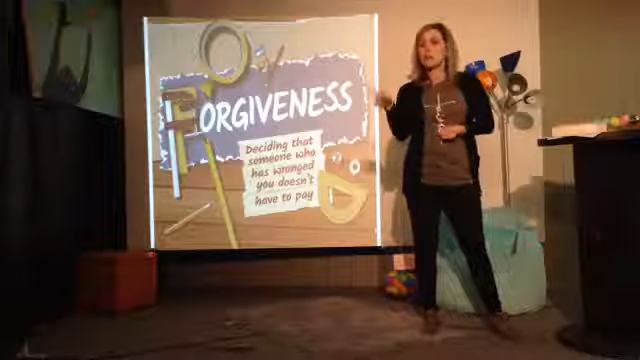 FORGIVENESS
Deciding that
someone who
has wronged
you doesn't
have to pay